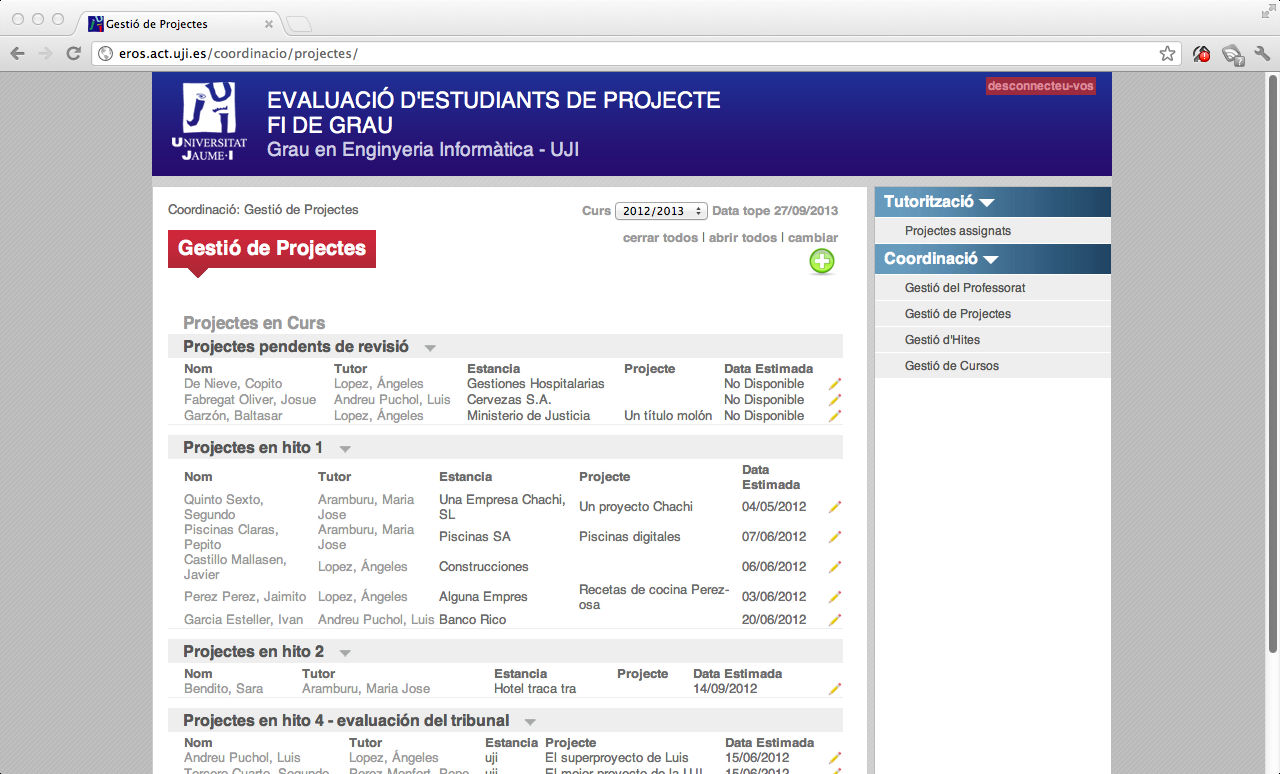 Gestió de Projectes
eros.act.uji.es/coordinacio/projectes/
desconnecteu-vos
UNIVERSITAT
JAUME·I
EVALUACIÓ D'ESTUDIANTS DE PROJECTE
FI DE GRAU
Grau en Enginyeria Informàtica - UJI
Coordinació: Gestió de Projectes
Curs 2012/2013 Data tope 27/09/2013
cerrar todos | abrir todos | cambiar
Gestió de Projectes
Projectes en Curs
Projectes pendents de revisió
Nom Tutor Estancia Projecte Data Estimada
De Nieve, Copito Lopez, Ángeles Gestiones Hospitalarias No Disponible
Fabregat Oliver, Josue Andreu Puchol, Luis Cervezas S.A. No Disponible
Garzón, Baltasar Lopez, Ángeles Ministerio de Justicia Un título molón No Disponible
Projectes en hito 1
Nom Tutor Estancia Projecte Data
Estimada
Quinto Sexto, Aramburu, Maria Una Empresa Chachi, Un proyecto Chachi 04/05/2012
Segundo Jose SL
Piscinas Claras, Aramburu, Maria Piscinas SA Piscinas digitales 07/06/2012
Pepito Jose
Castillo Mallasen, Lopez, Ángeles Construcciones 06/06/2012
Javier
Perez Perez, Jaimito Lopez, Ángeles Alguna Empres Recetas de cocina Perez- 03/06/2012
osa
Garcia Esteller, Ivan Andreu Puchol, Luis Banco Rico 20/06/2012
Projectes en hito 2
Nom Tutor Estancia Projecte Data Estimada
Bendito, Sara Aramburu, Maria Jose Hotel traca tra 14/09/2012
Projectes en hito 4 - evaluación del tribunal
Nom Tutor Estancia Projecte Data Estimada
Andreu Puchol, Luis Lopez, Ángeles uji El superproyecto de Luis 15/06/2012
Tercero Cuarto, Segundo Perez Monfort, Pepe uji El mejor proyecto de la UJI 15/06/2012
Tutorització
Projectes assignats
Coordinació
Gestió del Professorat
Gestió de Projectes
Gestió d'Hites
Gestió de Cursos